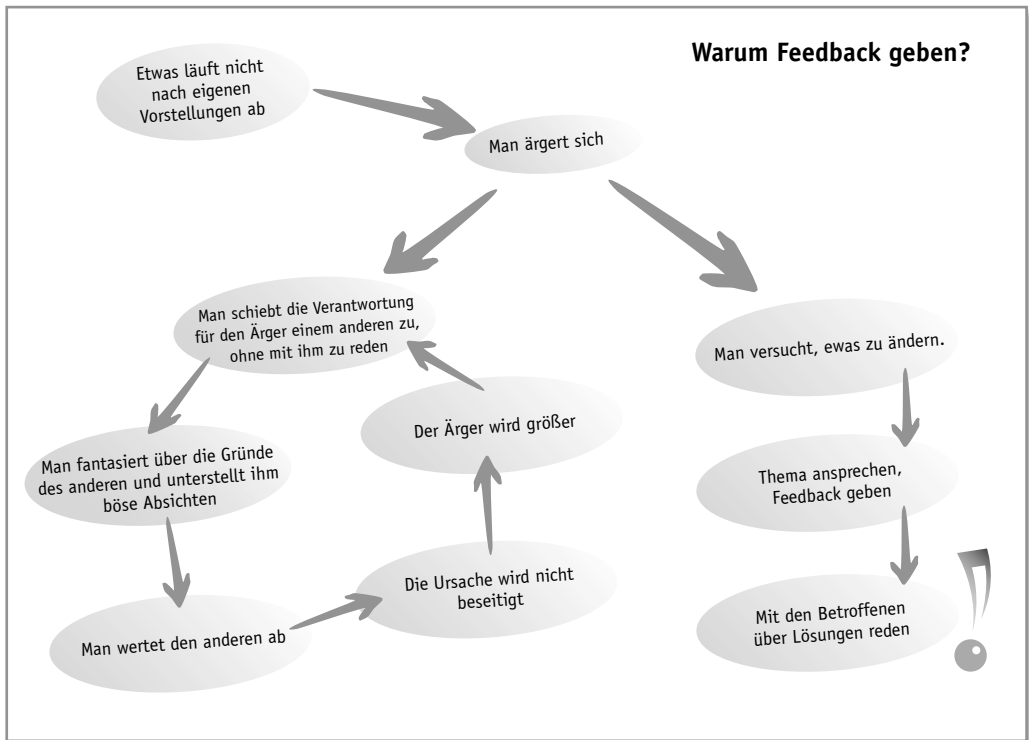 Warum Feedback geben?
Etwas läuft nicht
nach eigenen
Vorstellungen ab
Man ärgert sich
Man schiebt die Verantwortung
für den Ärger einem anderen zu,
ohne mit ihm zu reden
Man fantasiert über die Gründe
des anderen und unterstellt ihm
böse Absichten
Man wertet den anderen ab
Die Ursache wird nicht
beseitigt
Der Ärger wird größer
Man versucht, ewas zu ändern.
Thema ansprechen,
Feedback geben
Mit den Betroffenen
über Lösungen reden
!